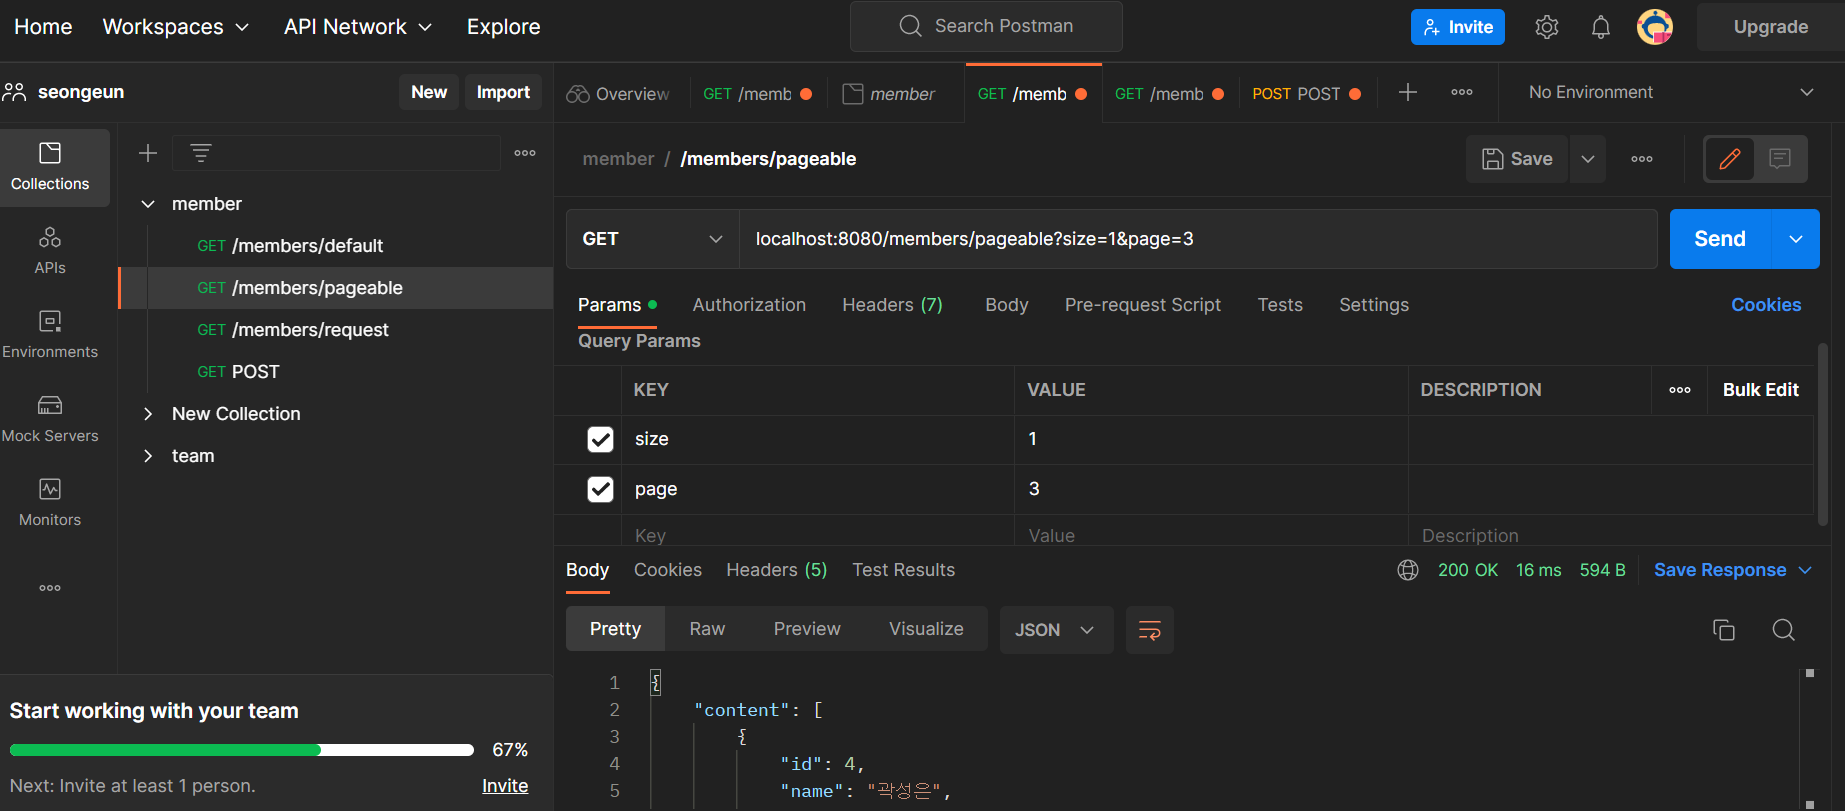 Home Workspaces API Network Explore Search Postman Invite Upgrade
seongeun New Import Overview GET /memb member GET /memb GET /memb POST POST No Environment
member / /members/pageable Save
Collections
member
GET /members/default
APIs
GET /members/pageable
GET /members/request
Environments
GET POST
New Collection
Mock Servers
team
Monitors
Start working with your team
67%
Next: Invite at least 1 person. Invite
GET localhost:8080/members/pageable?size=1&page=3 Send
Params Authorization Headers (7) Body Pre-request Script Tests Settings Cookies
Query Params
KEY VALUE DESCRIPTION Bulk Edit
size 1
page 3
Key Value Description
Body Cookies Headers (5) Test Results 200 OK 16 ms 594 B Save Response
Pretty Raw Preview Visualize JSON
1 {
2 "content": [
3 {
4 "id": 4,
5 "name": "곽성은",